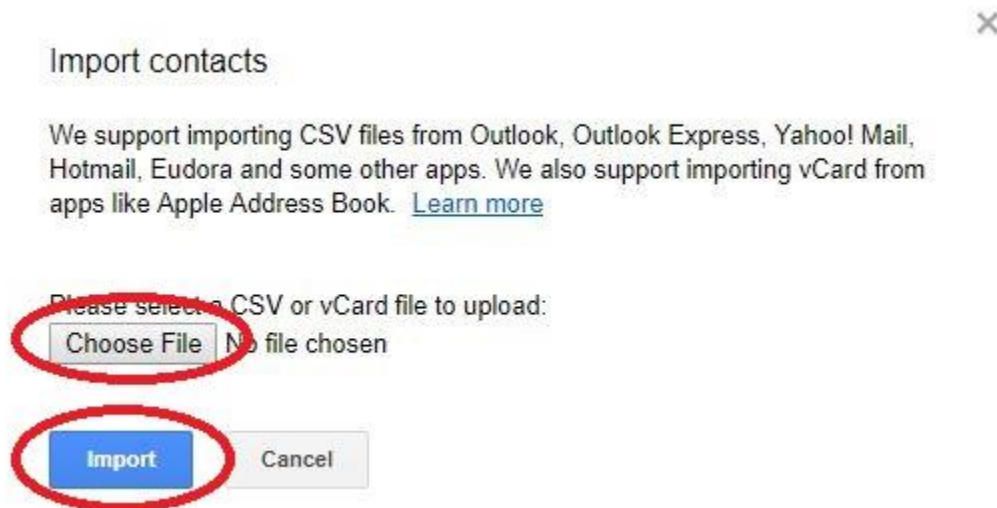 Import contacts
We support importing CSV files from Outlook, Outlook Express, Yahoo! Mail,
Hotmail, Eudora and some other apps. We also support importing vCard from
apps like Apple Address Book. Learn more
Please select a CSV or vCard file to upload:
Choose File No file chosen
Import Cancel